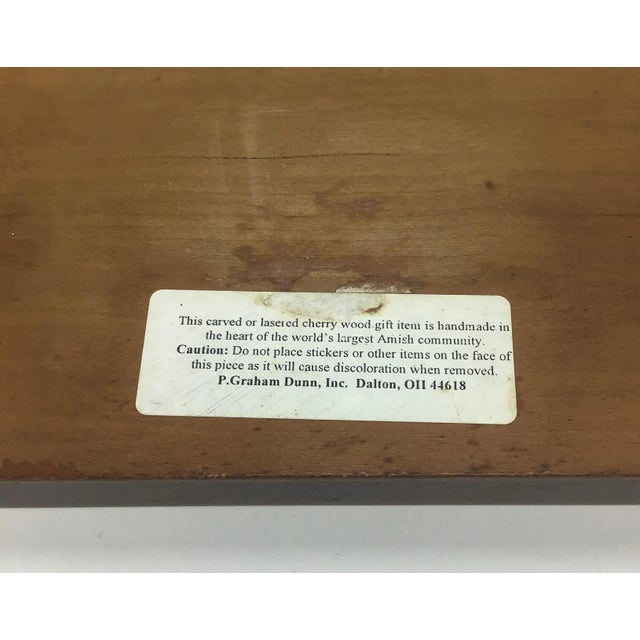 This carved or lasered cherry wood gift item is handmade in
the heart of the world's largest Amish community.
Caution: Do not place stickers or other items on the face of
this piece as it will cause discoloration when removed.
P.Graham Dunn, Inc. Dalton, OH 44618